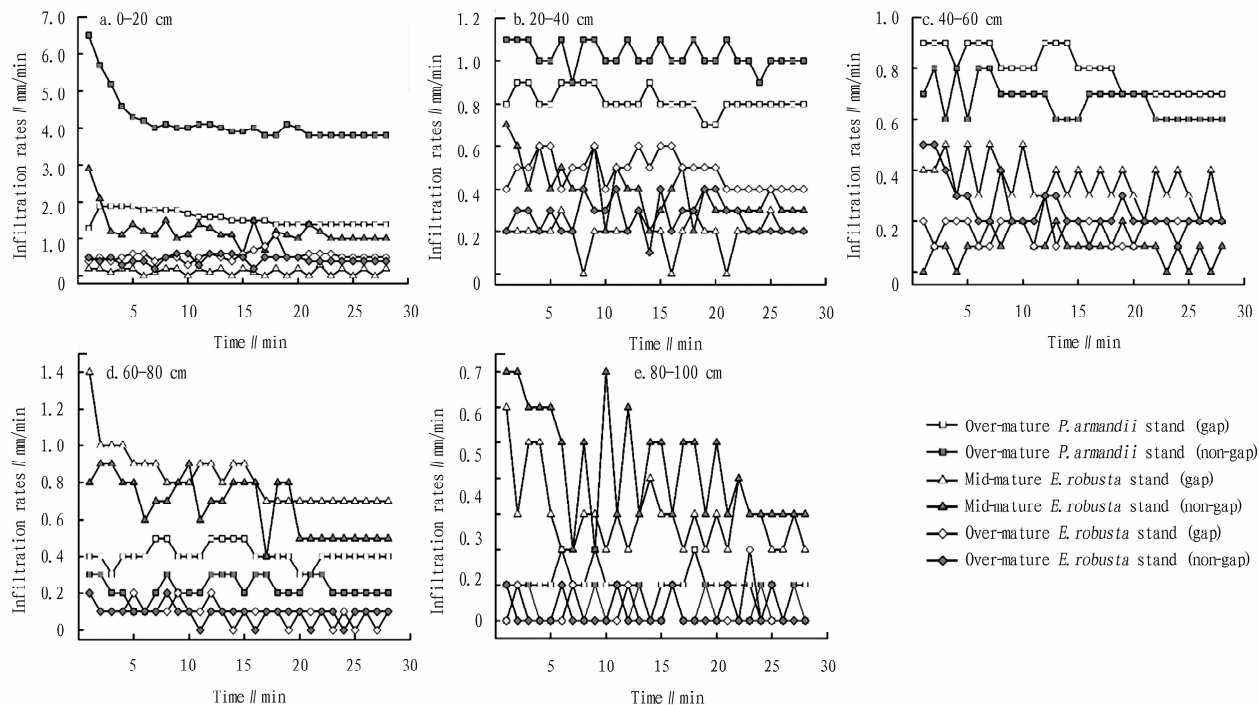 a. 0-20 cm
Infiltration rates // mm/min
7.0
6.0
5.0
4.0
3.0
2.0
1.0
0
5 10 15 20 25 30
Time // min
b. 20-40 cm
Infiltration rates // mm/min
1.2
1.0
0.8
0.6
0.4
0.2
0
5 10 15 20 25 30
Time // min
c. 40-60 cm
Infiltration rates // mm/min
1.0
0.8
0.6
0.4
0.2
0
5 10 15 20 25 30
Time // min
d. 60-80 cm
Infiltration rates // mm/min
1.4
1.2
1.0
0.8
0.6
0.4
0.2
0
5 10 15 20 25 30
Time // min
e. 80-100 cm
Infiltration rates // mm/min
0.7
0.6
0.5
0.4
0.3
0.2
0
5 10 15 20 25 30
Time // min
Over-mature P. armandii stand (gap)
Over-mature P. armandii stand (non-gap)
Mid-mature E. robusta stand (gap)
Mid-mature E. robusta stand (non-gap)
Over-mature E. robusta stand (gap)
Over-mature E. robusta stand (non-gap)